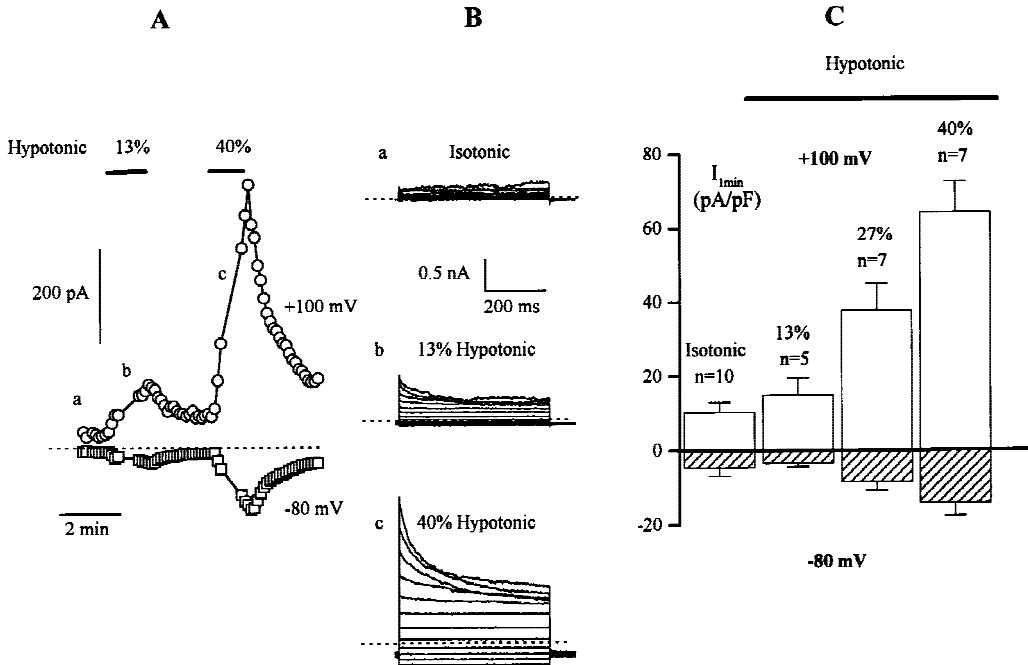 A
Hypotonic 13% 40%
200 pA
a
b
c
+100 mV
-80 mV
2 min
B
a Isotonic
0.5 nA
200 ms
b 13% Hypotonic
c 40% Hypotonic
C
Hypotonic
80
60
40
20
0
-20
I1min
(pA/pF)
+100 mV
Isotonic
n=10
13%
n=5
27%
n=7
40%
n=7
-80 mV